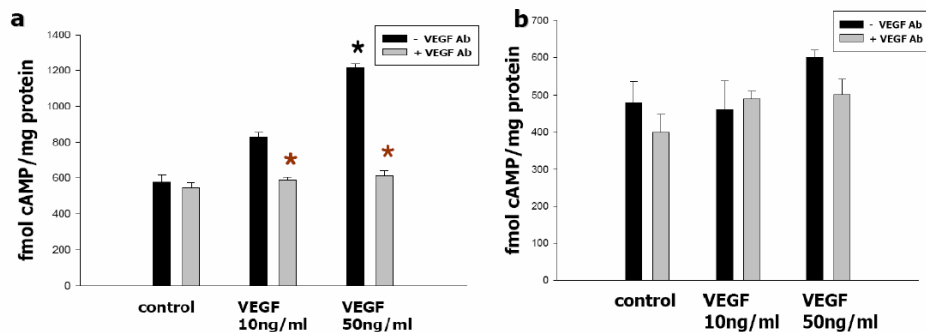 a
fmol cAMP/mg protein
1400
1200
1000
800
600
400
200
0
- VEGF Ab
+ VEGF Ab
*
*
*
control
VEGF
10ng/ml
VEGF
50ng/ml
b
fmol cAMP/mg protein
700
600
500
400
300
200
100
0
- VEGF Ab
+ VEGF Ab
control
VEGF
10ng/ml
VEGF
50ng/ml